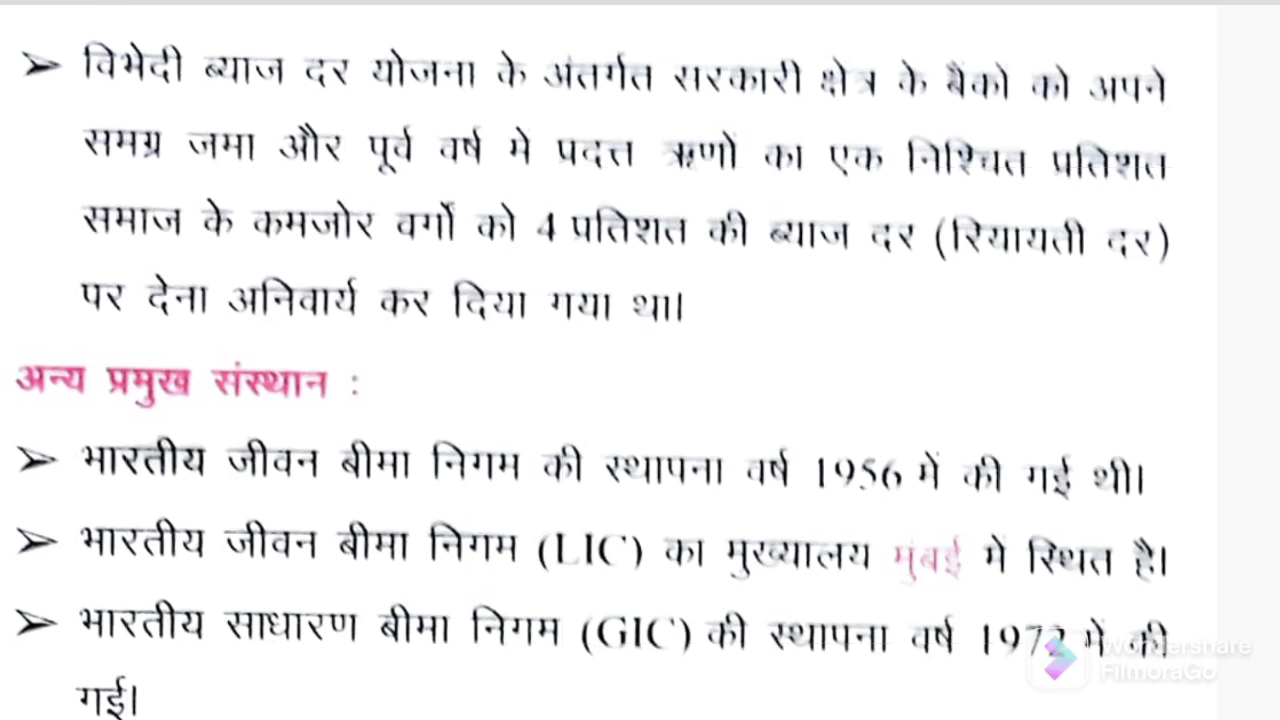 ➢ विभेदी ब्याज दर योजना के अंतर्गत सरकारी क्षेत्र के बैंको को अपने
समग्र जमा और पूर्व वर्ष मे प्रदत्त ऋणों का एक निश्चित प्रतिशत
समाज के कमजोर वर्गों को 4 प्रतिशत की ब्याज दर (रियायती दर)
पर देना अनिवार्य कर दिया गया था।
अन्य प्रमुख संस्थान :
➢ भारतीय जीवन बीमा निगम की स्थापना वर्ष 1956 में की गई थी।
➢ भारतीय जीवन बीमा निगम (LIC) का मुख्यालय मुंबई में स्थित है।
➢ भारतीय साधारण बीमा निगम (GIC) की स्थापना वर्ष 1972 में की
गई।
Wondershare
FilmoraGo